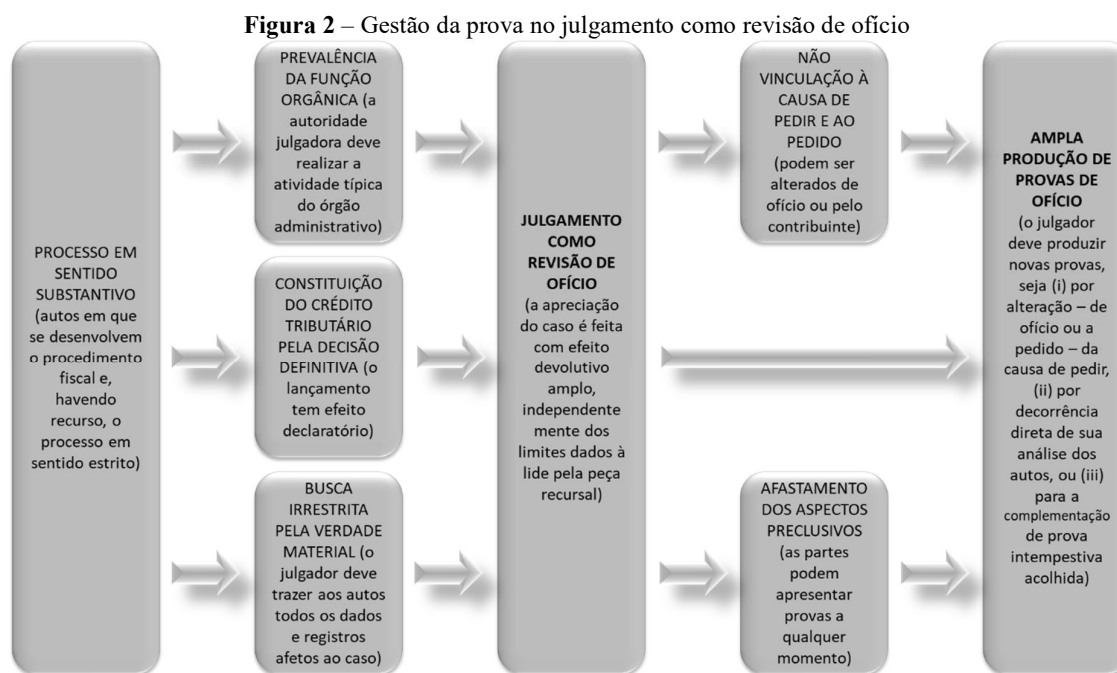 Figura 2 – Gestão da prova no julgamento como revisão de ofício
PROCESSO EM
SENTIDO
SUBSTANTIVO
(autos em que
se desenvolvem
o procedimento
fiscal e,
havendo
recurso, o
processo em
sentido estrito)
PREVALÊNCIA
DA FUNÇÃO
ORGÂNICA (a
autoridade
julgadora deve
realizar a
atividade típica
do órgão
administrativo)
CONSTITUIÇÃO
DO CRÉDITO
TRIBUTÁRIO
PELA DECISÃO
DEFINITIVA (o
lançamento
tem efeito
declaratório)
BUSCA
IRRESTRITA
PELA VERDADE
MATERIAL (o
julgador deve
trazer aos autos
todos os dados
e registros
afetos ao caso)
JULGAMENTO
COMO
REVISÃO DE
OFÍCIO
(a apreciação
do caso é feita
com efeito
devolutivo
amplo,
independente
mente dos
limites dados à
lide pela peça
recursal)
NÃO
VINCULAÇÃO À
CAUSA DE
PEDIR E AO
PEDIDO
(podem ser
alterados de
ofício ou pelo
contribuinte)
AFASTAMENTO
DOS ASPECTOS
PRECLUSIVOS
(as partes
podem
apresentar
provas a
qualquer
momento)
AMPLA
PRODUÇÃO DE
PROVAS DE
OFÍCIO
(o julgador
deve produzir
novas provas,
seja (i) por
alteração – de
ofício ou a
pedido – da
causa de pedir,
(ii) por
decorrência
direta de sua
análise dos
autos, ou (iii)
para a
complementação
de prova
intempestiva
acolhida)